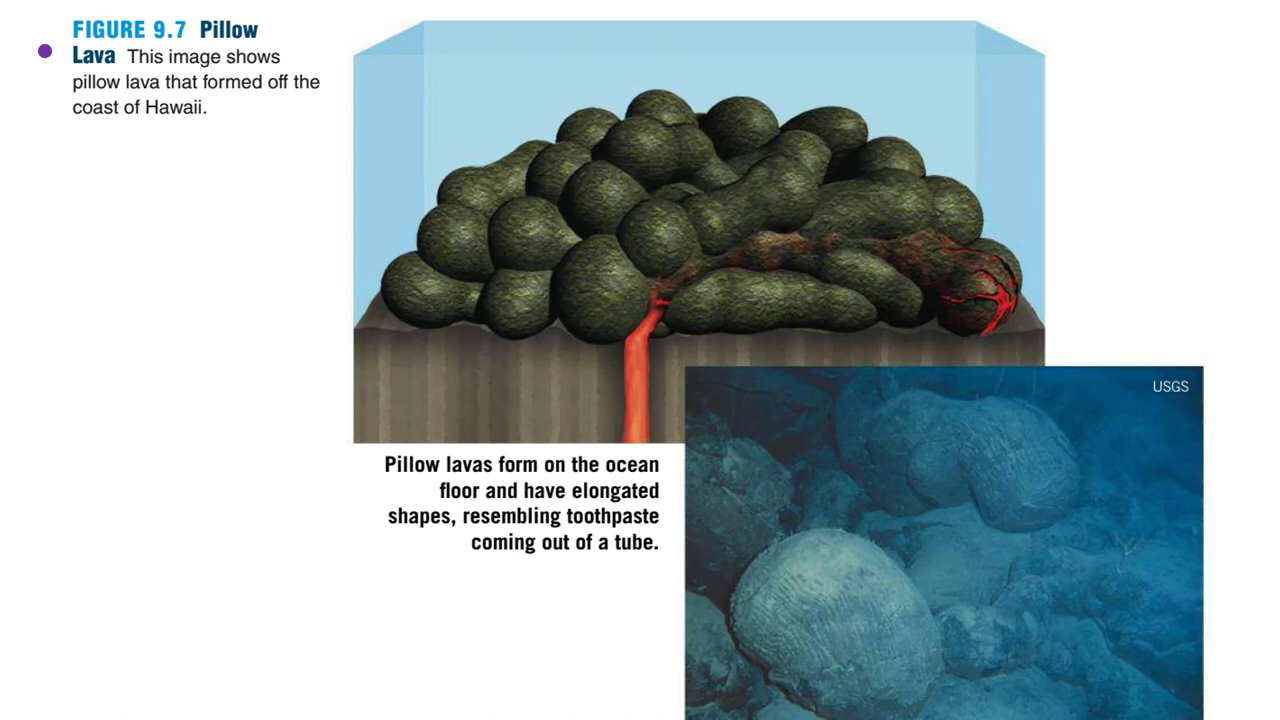 FIGURE 9.7 Pillow
Lava This image shows
pillow lava that formed off the
coast of Hawaii.
USGS
Pillow lavas form on the ocean
floor and have elongated
shapes, resembling toothpaste
coming out of a tube.